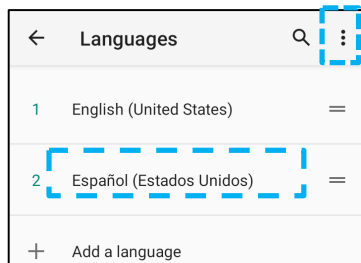 Languages
1 English (United States)
2 Español (Estados Unidos)
Add a language